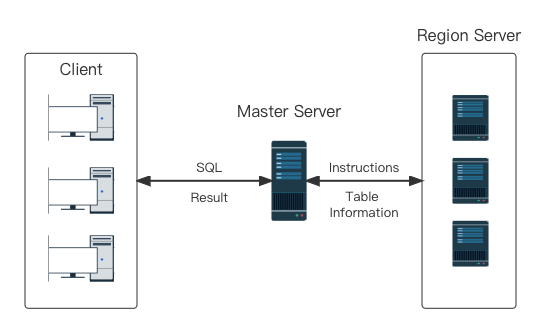 Region Server
Client
Master Server
SQL
Result
Instructions
Table
Information